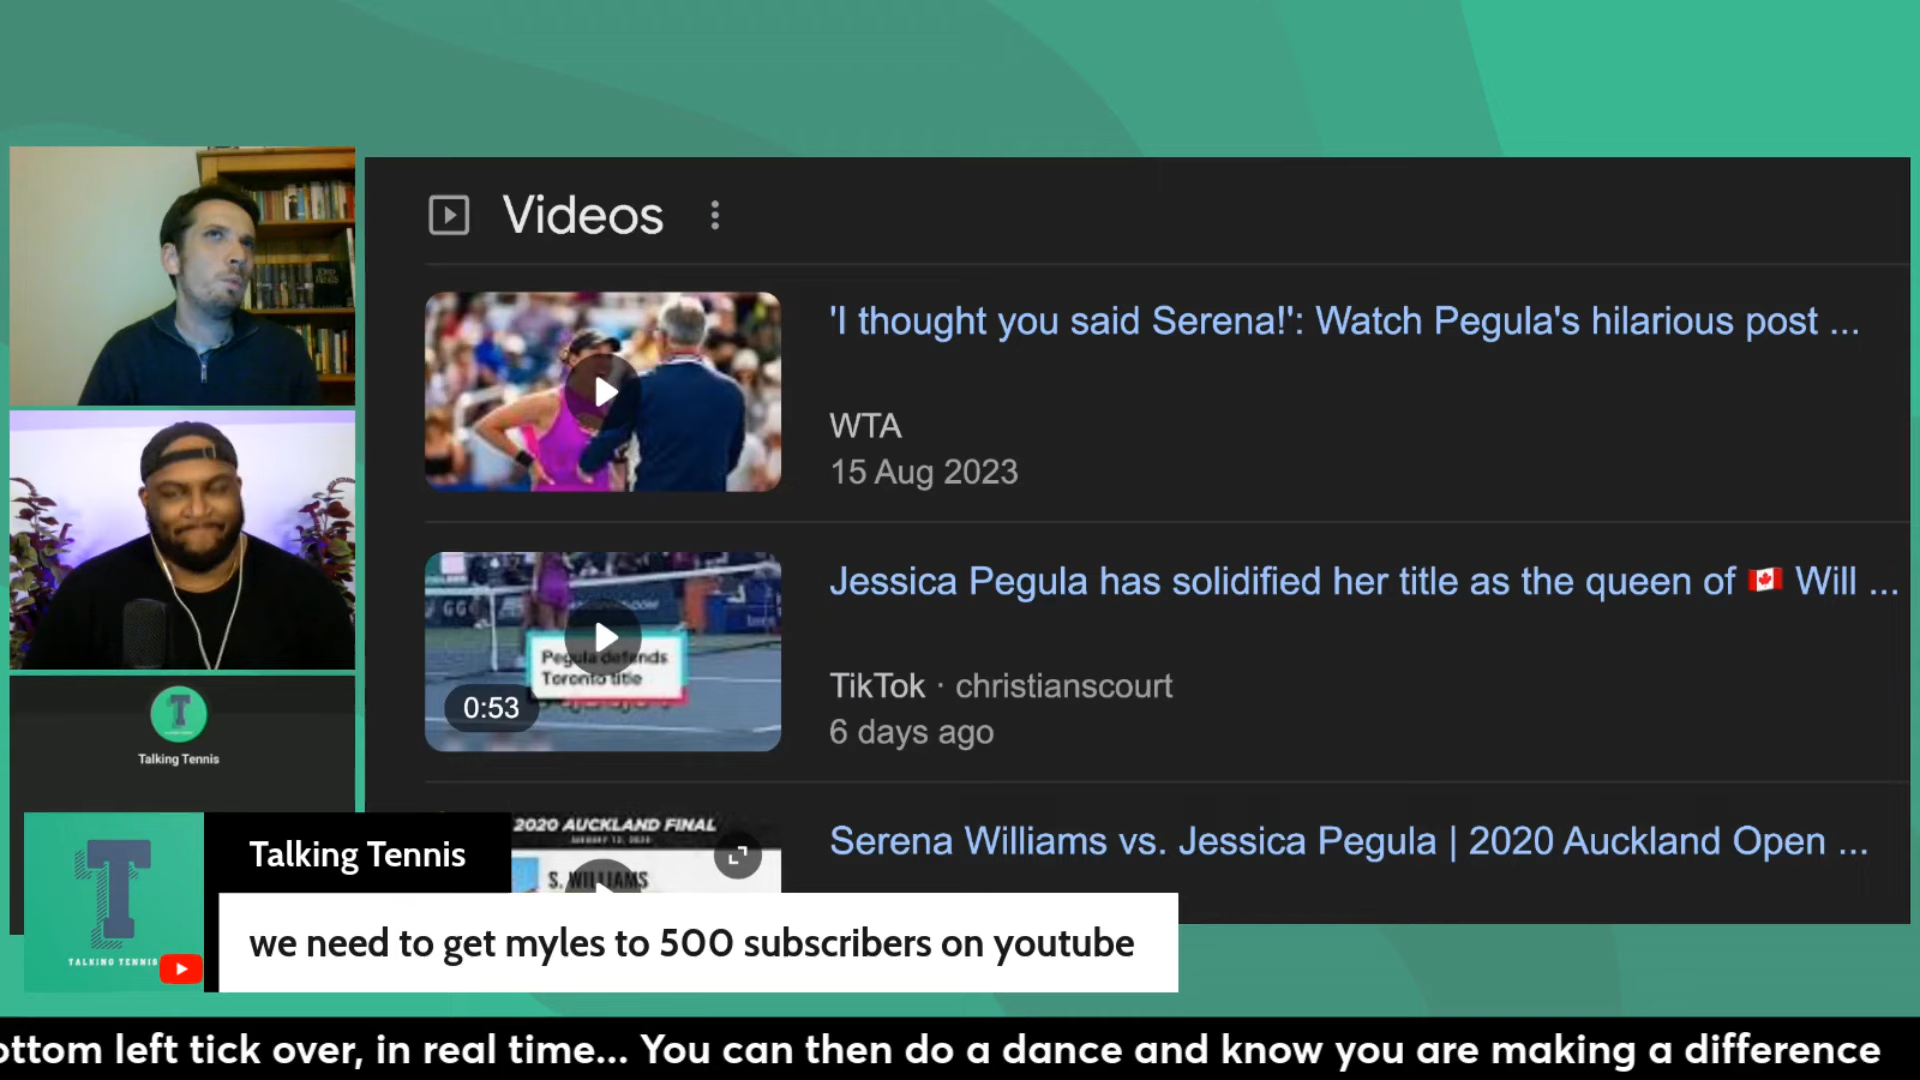 Videos
'I thought you said Serena!': Watch Pegula's hilarious post ...
WTA
15 Aug 2023
Pegula defends
Toronto title
0:53
Jessica Pegula has solidified her title as the queen of 🇨🇦 Will ...
TikTok · christianscourt
6 days ago
Talking Tennis
2020 AUCKLAND FINAL
S. WILLIAMS
Serena Williams vs. Jessica Pegula | 2020 Auckland Open ...
TALKING TENNIS
Talking Tennis
we need to get myles to 500 subscribers on youtube
ottom left tick over, in real time... You can then do a dance and know you are making a difference